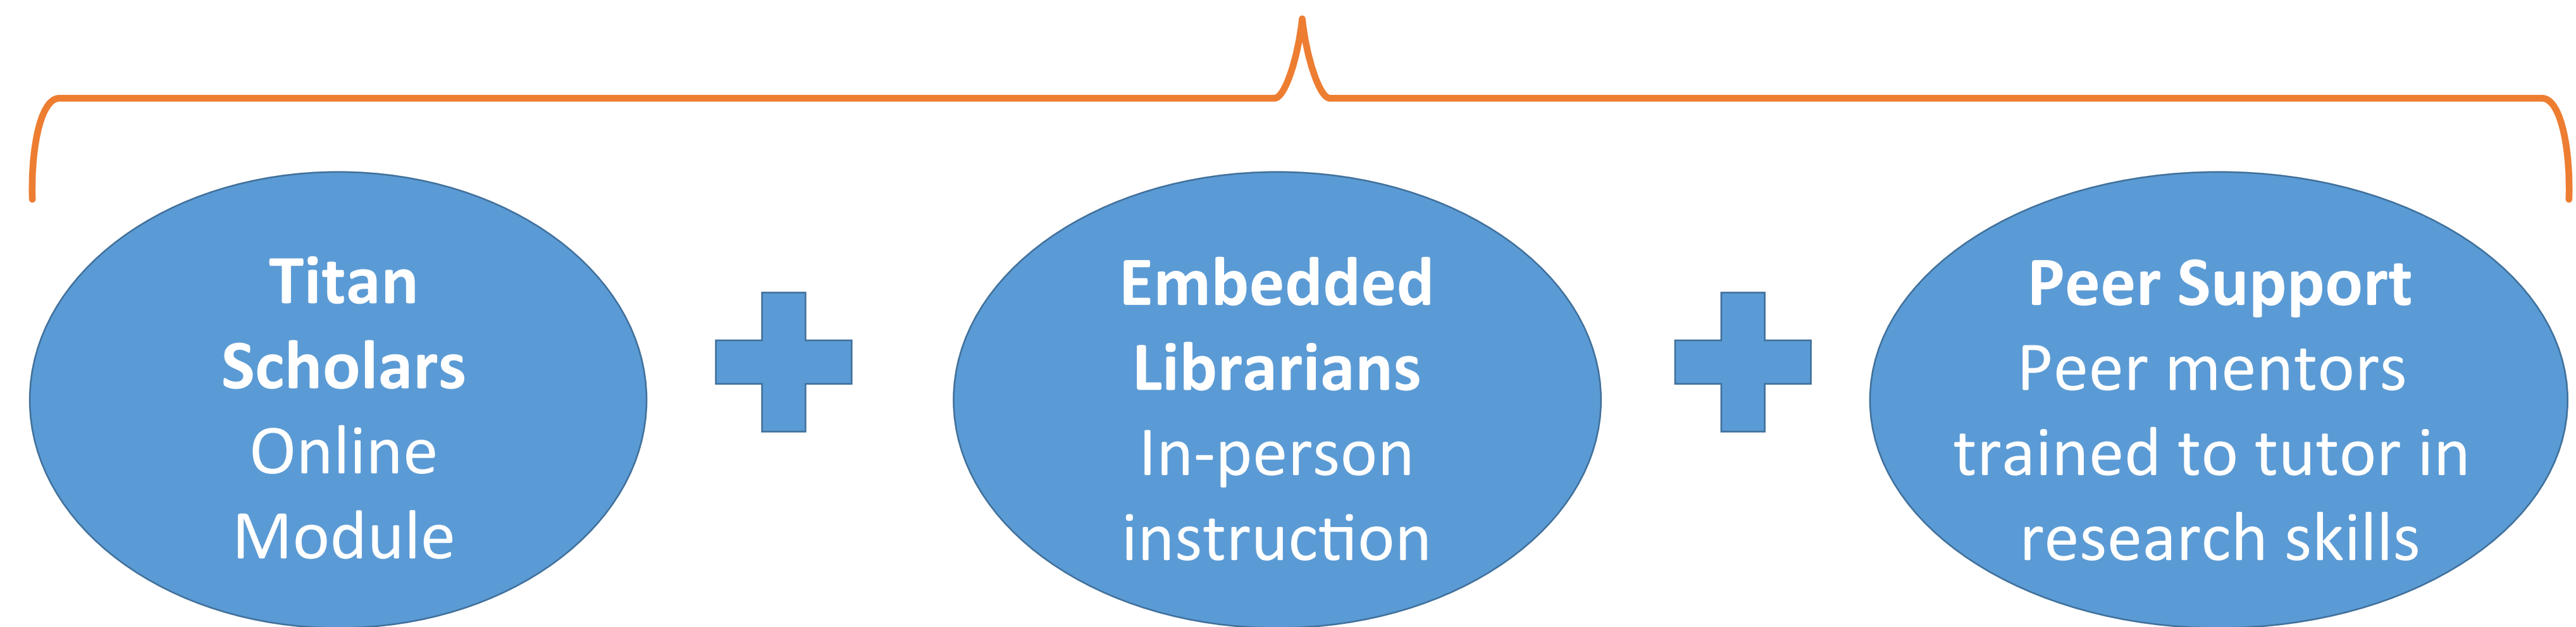 Titan
Scholars
Online
Module
Embedded
Librarians
In-person
instruction
Peer Support
Peer mentors
trained to tutor in
research skills